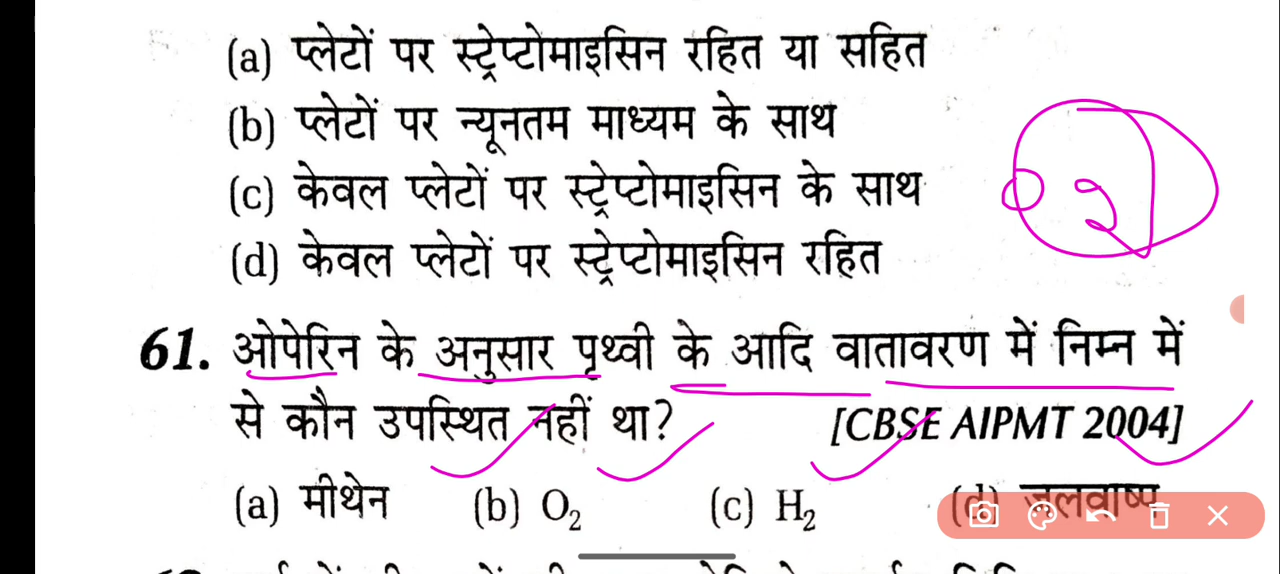 (a) प्लेटों पर स्ट्रेप्टोमाइसिन रहित या सहित
(b) प्लेटों पर न्यूनतम माध्यम के साथ
(c) केवल प्लेटों पर स्ट्रेप्टोमाइसिन के साथ
(d) केवल प्लेटों पर स्ट्रेप्टोमाइसिन रहित
61. ओपेरिन के अनुसार पृथ्वी के आदि वातावरण में निम्न में
से कौन उपस्थित नहीं था? [CBSE AIPMT 2004]
(a) मीथेन (b) O₂ (c) H₂ (d) जलवाष्प